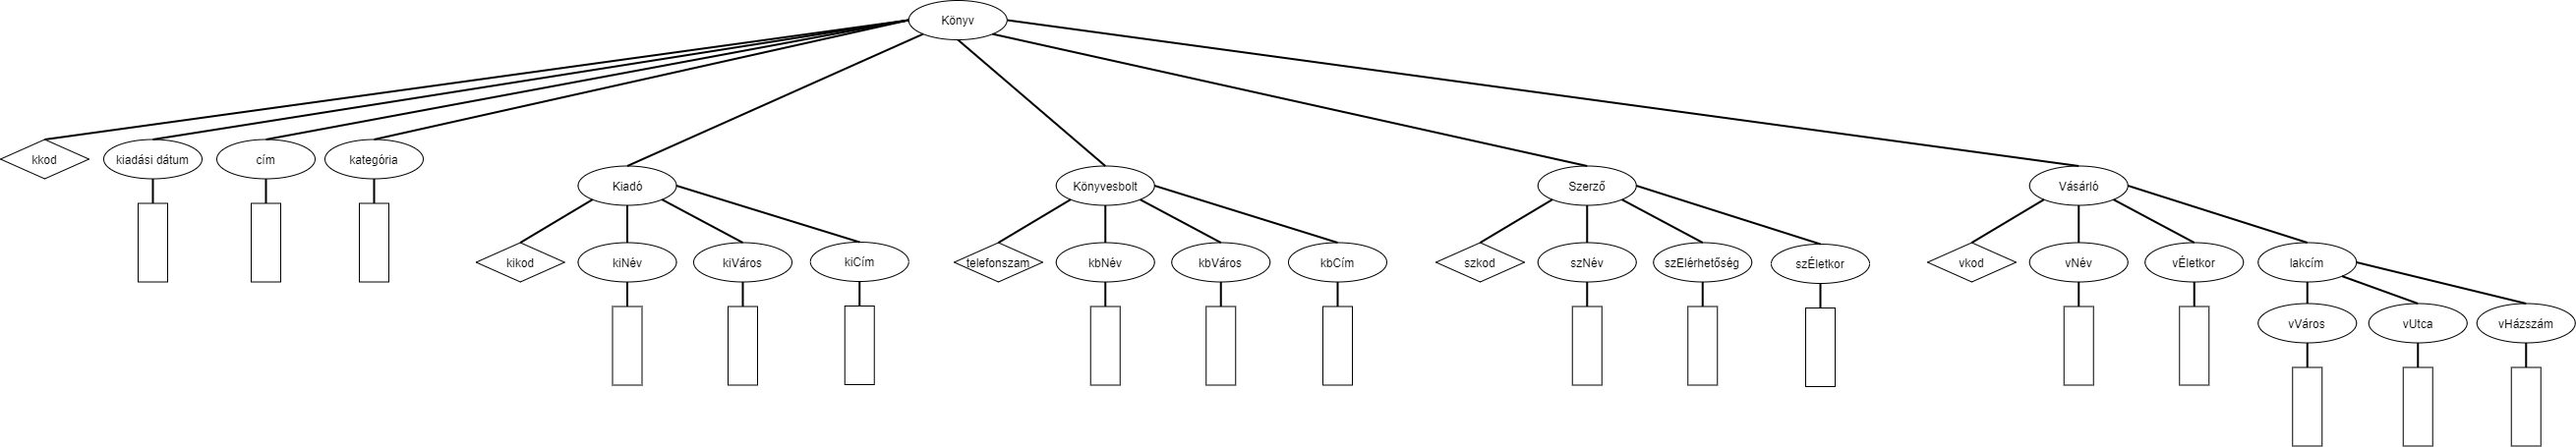 Könyv
kkod
kiadási dátum
cím
kategória
Kiadó
Könyvesbolt
Szerző
Vásárló
kikod
kiNév
kiVáros
kiCím
telefonszam
kbNév
kbVáros
kbCím
szkod
szNév
szElérhetőség
szÉletkor
vkod
vNév
vÉletkor
lakcím
vVáros
vUtca
vHázszám